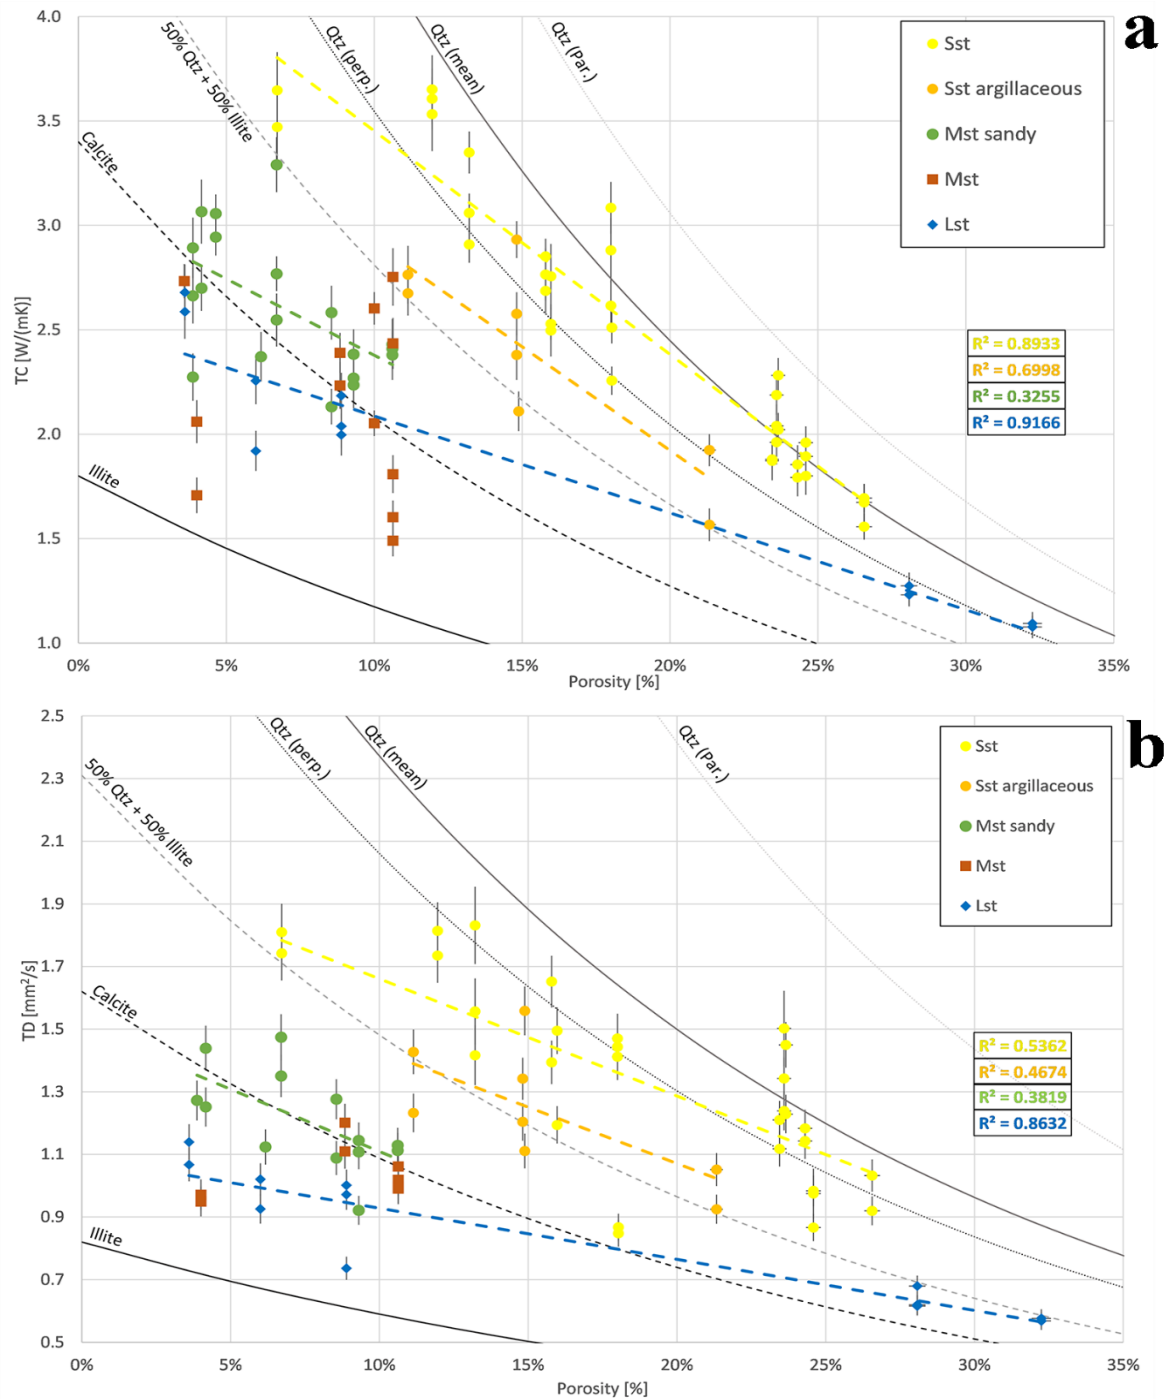 a
4.0
3.5
3.0
2.5
2.0
1.5
1.0
TC [W/(mK)]
0%
5%
10%
15%
20%
25%
30%
35%
Porosity [%]
50% Qtz + 50% Illite
Qtz (perp.)
Qtz (mean)
Qtz (Par.)
Calcite
Illite
Sst
Sst argillaceous
Mst sandy
Mst
Lst
R² = 0.8933
R² = 0.6998
R² = 0.3255
R² = 0.9166
b
2.5
2.3
2.1
1.9
1.7
1.5
1.3
1.1
0.9
0.7
0.5
TD [mm²/s]
0%
5%
10%
15%
20%
25%
30%
35%
Porosity [%]
50% Qtz + 50% Illite
Qtz (perp.)
Qtz (mean)
Qtz (Par.)
Calcite
Illite
Sst
Sst argillaceous
Mst sandy
Mst
Lst
R² = 0.5362
R² = 0.4674
R² = 0.3819
R² = 0.8632